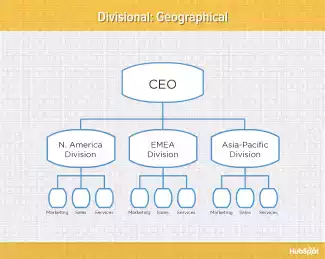 Divisional: Geographical
CEO
N. America
Division
EMEA
Division
Asia-Pacific
Division
Marketing Sales Services Marketing Sales Services Marketing Sales Services
HubSpot